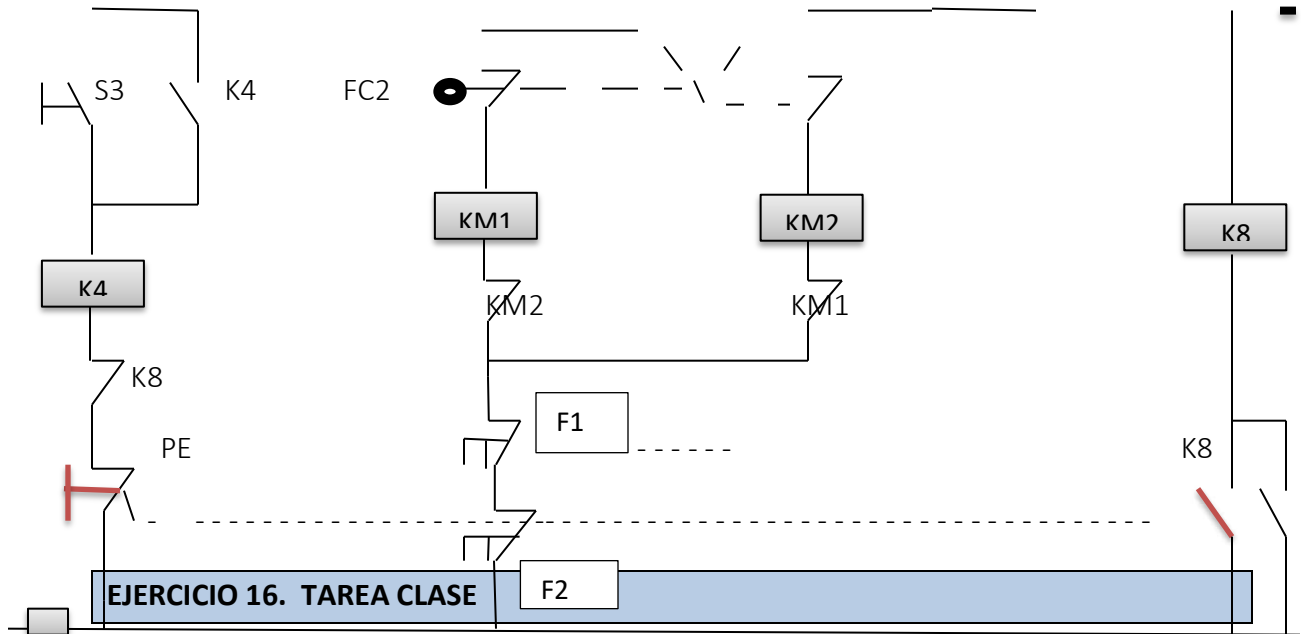 S3 K4 FC2
KM1 KM2 K8
K4
KM2 KM1
K8
F1
PE K8
EJERCICIO 16. TAREA CLASE F2